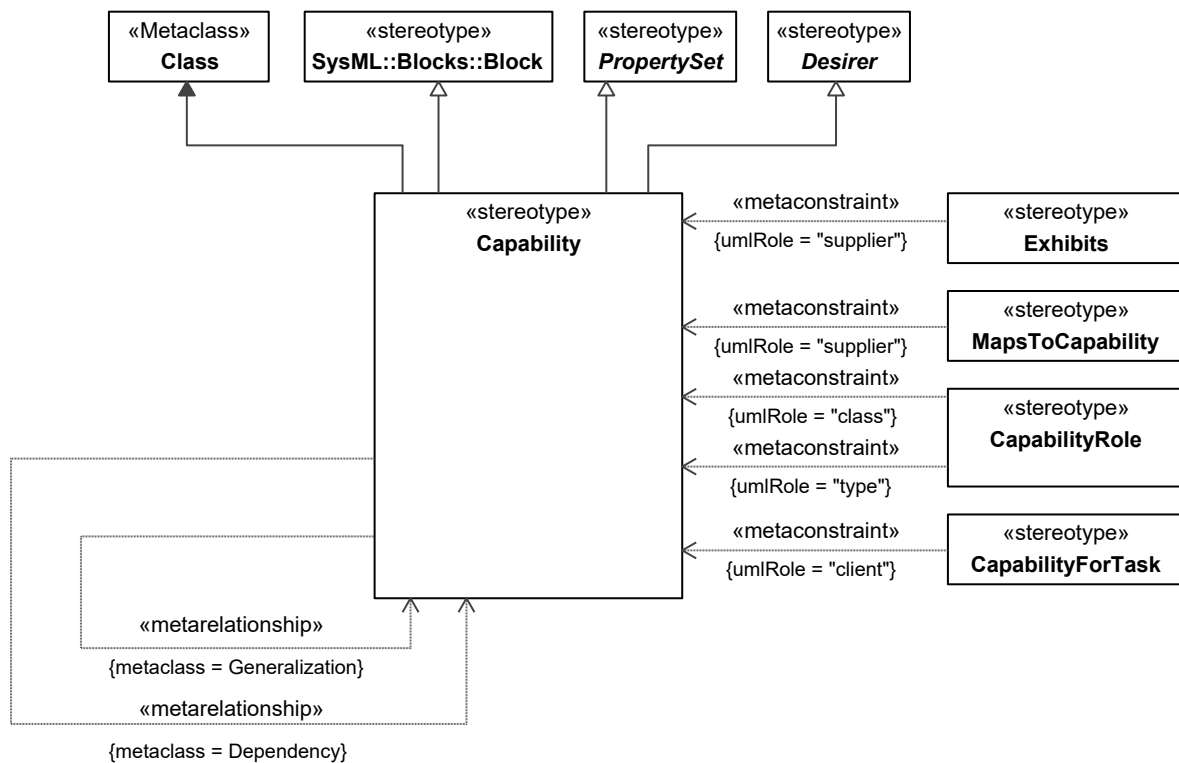 «Metaclass»
Class
«stereotype»
SysML::Blocks::Block
«stereotype»
PropertySet
«stereotype»
Desirer
«stereotype»
Capability
«metaconstraint»
{umlRole = "supplier"}
«stereotype»
Exhibits
«metaconstraint»
{umlRole = "supplier"}
«stereotype»
MapsToCapability
«metaconstraint»
{umlRole = "class"}
«metaconstraint»
{umlRole = "type"}
«stereotype»
CapabilityRole
«metaconstraint»
{umlRole = "client"}
«stereotype»
CapabilityForTask
«metarelationship»
{metaclass = Generalization}
«metarelationship»
{metaclass = Dependency}